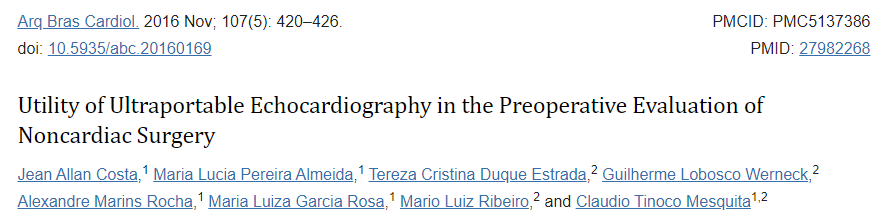 Arq Bras Cardiol. 2016 Nov; 107(5): 420–426. PMCID: PMC5137386
doi: 10.5935/abc.20160169 PMID: 27982268
Utility of Ultraportable Echocardiography in the Preoperative Evaluation of
Noncardiac Surgery
Jean Allan Costa,1 Maria Lucia Pereira Almeida,1 Tereza Cristina Duque Estrada,2 Guilherme Lobosco Werneck,2
Alexandre Marins Rocha,1 Maria Luiza Garcia Rosa,1 Mario Luiz Ribeiro,2 and Claudio Tinoco Mesquita1,2